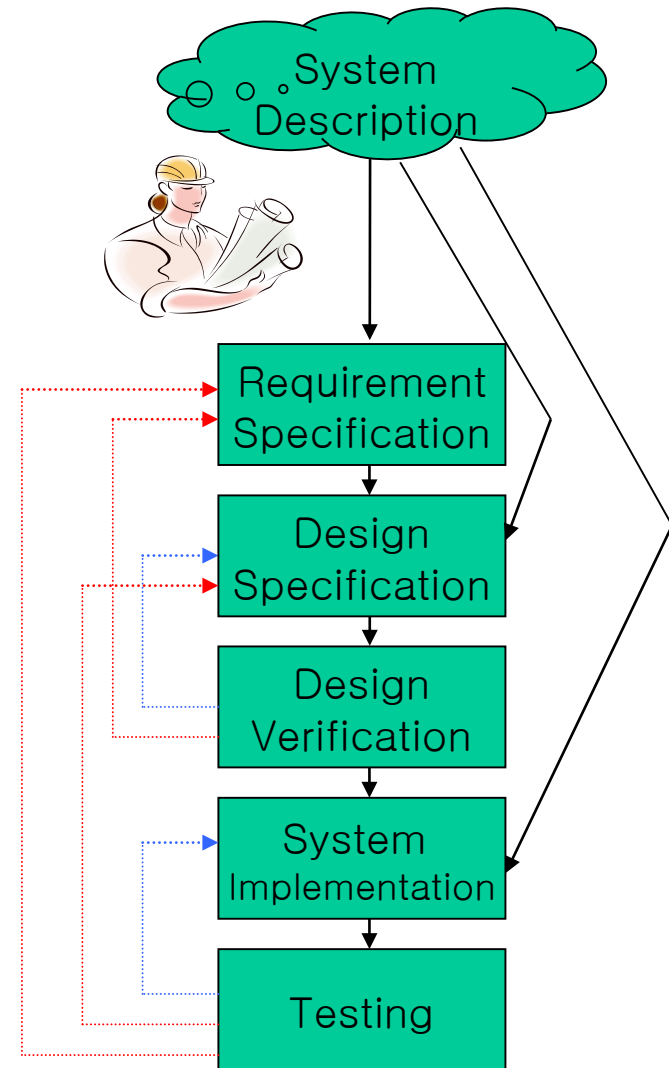 System
Description
Requirement
Specification
Design
Specification
Design
Verification
System
Implementation
Testing